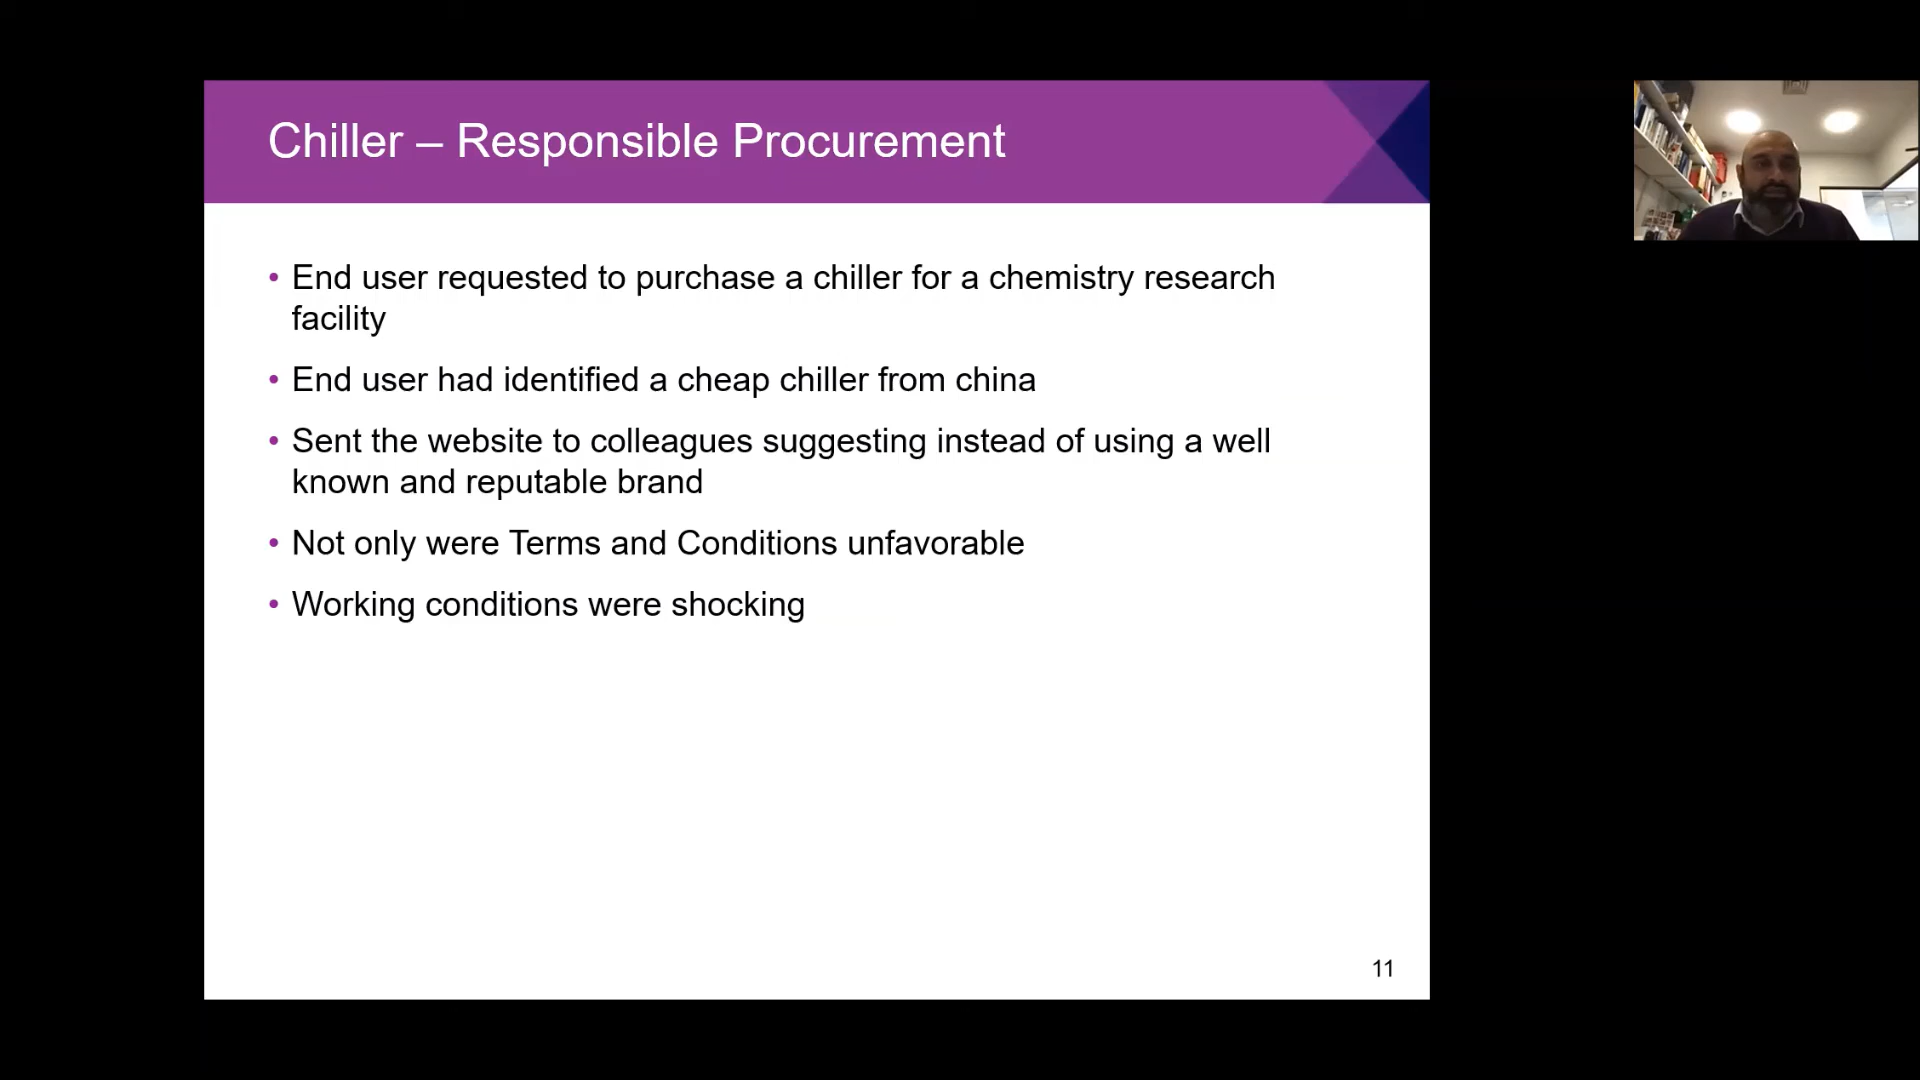 Chiller – Responsible Procurement
• End user requested to purchase a chiller for a chemistry research
facility
• End user had identified a cheap chiller from china
• Sent the website to colleagues suggesting instead of using a well
known and reputable brand
• Not only were Terms and Conditions unfavorable
• Working conditions were shocking
11